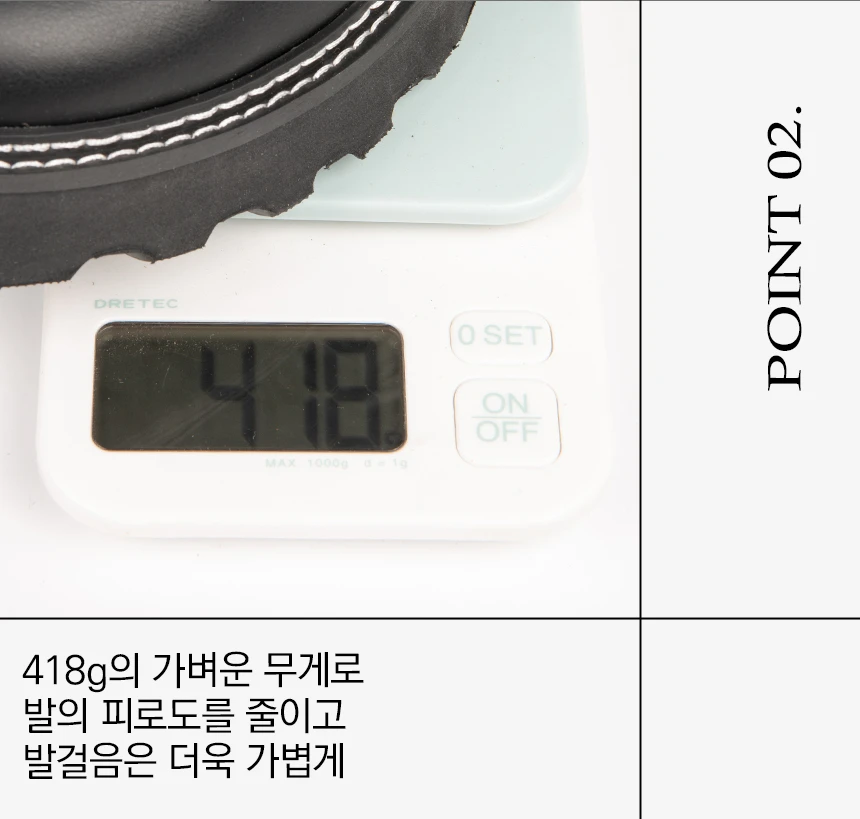 POINT 02.
DRETEC
418g
0 SET
ON
OFF
MAX. 1000g d = 1g
418g의 가벼운 무게로
발의 피로도를 줄이고
발걸음은 더욱 가볍게